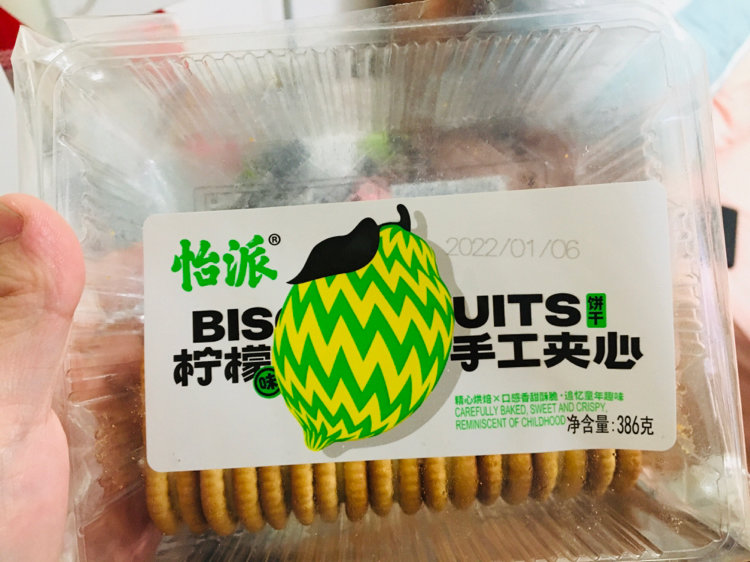 怡派®
2022/01/06
BISC UITS 饼干
柠檬味 手工夹心
精心烘焙×口感香甜酥脆·追忆童年趣味
CAREFULLY BAKED, SWEET AND CRISPY,
REMINISCENT OF CHILDHOOD
净含量:386克